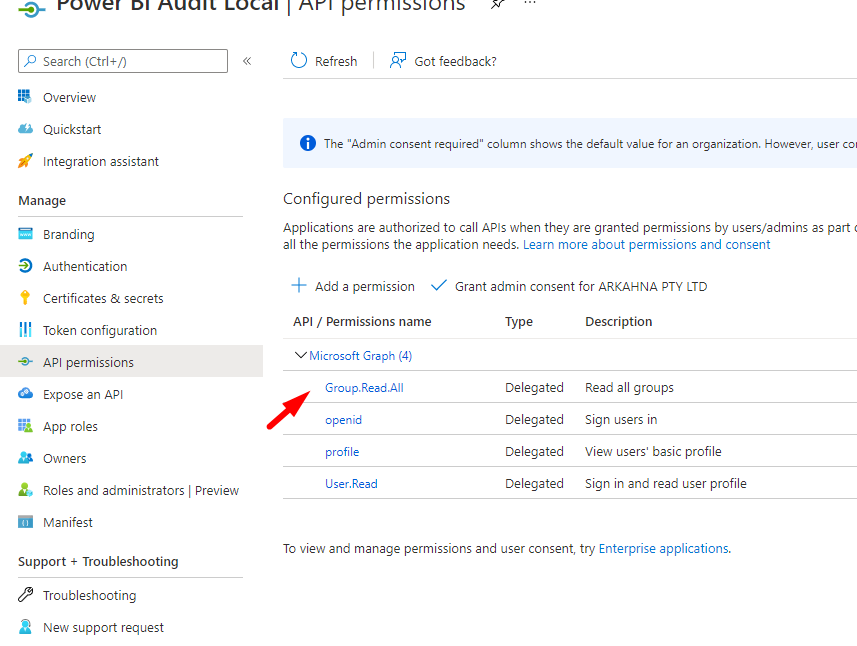 Power BI Audit Local | API permissions
Search (Ctrl+/)
Refresh
Got feedback?
Overview
Quickstart
Integration assistant
Manage
Branding
Authentication
Certificates & secrets
Token configuration
API permissions
Expose an API
App roles
Owners
Roles and administrators | Preview
Manifest
Support + Troubleshooting
Troubleshooting
New support request
The "Admin consent required" column shows the default value for an organization. However, user
Configured permissions
Applications are authorized to call APIs when they are granted permissions by users/admins as part
all the permissions the application needs. Learn more about permissions and consent
Add a permission
Grant admin consent for ARKAHNA PTY LTD
API / Permissions name Type Description
Microsoft Graph (4)
Group.Read.All Delegated Read all groups
openid Delegated Sign users in
profile Delegated View users' basic profile
User.Read Delegated Sign in and read user profile
To view and manage permissions and user consent, try Enterprise applications.